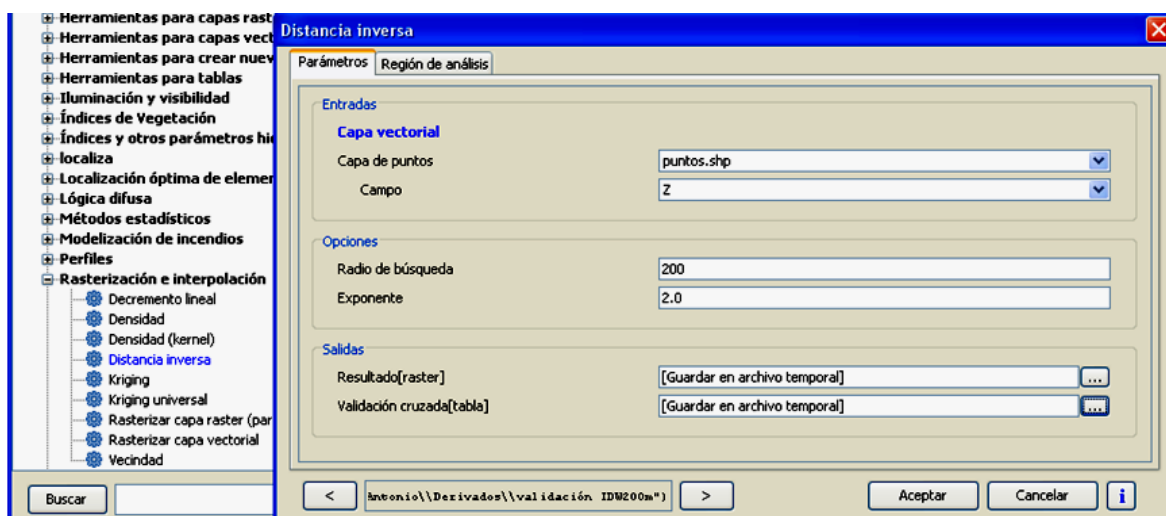 Herramientas para capas rast
Herramientas para capas vect
Herramientas para crear nuev
Herramientas para tablas
Iluminación y visibilidad
Índices de Vegetación
Índices y otros parámetros hi
localiza
Localización óptima de elemen
Lógica difusa
Métodos estadísticos
Modelización de incendios
Perfiles
Rasterización e interpolación
Decremento lineal
Densidad
Densidad (kernel)
Distancia inversa
Kriging
Kriging universal
Rasterizar capa raster (par
Rasterizar capa vectorial
Vecindad
Buscar
Distancia inversa
Parámetros Región de análisis
Entradas
Capa vectorial
Capa de puntos puntos.shp
Campo Z
Opciones
Radio de búsqueda 200
Exponente 2.0
Salidas
Resultado[raster] [Guardar en archivo temporal] ...
Validación cruzada[tabla] [Guardar en archivo temporal] ...
< Antonio\\Derivados\\validación IDW200m") > Aceptar Cancelar i